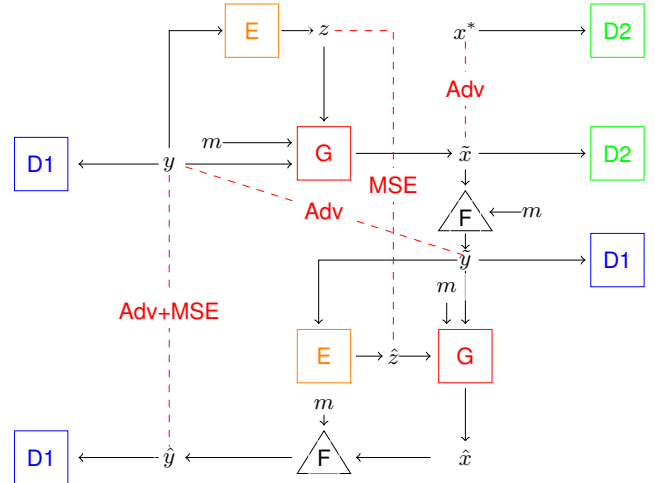 E z x* D2
Adv
m
D1 y G x̃ D2
MSE
Adv F m
ỹ D1
m
Adv+MSE
E ẑ G
m
D1 ŷ F x̂